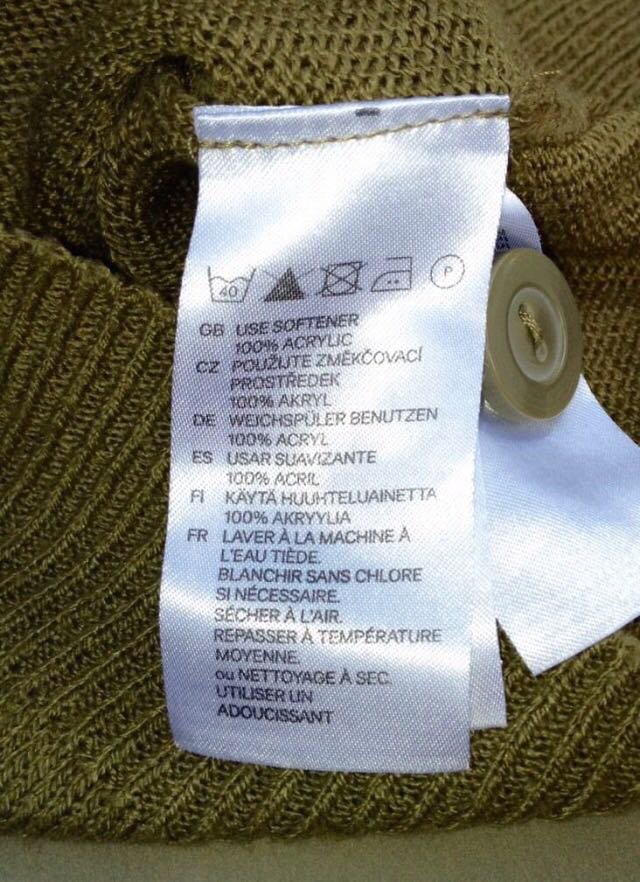 40 P
GB USE SOFTENER
100% ACRYLIC
CZ POUŽIJTE ZMĚKČOVACÍ
PROSTŘEDEK
100% AKRYL
DE WEICHSPÜLER BENUTZEN
100% ACRYL
ES USAR SUAVIZANTE
100% ACRIL
FI KÄYTÄ HUUHTELUAINETTA
100% AKRYYLIA
FR LAVER À LA MACHINE À
L'EAU TIÈDE.
BLANCHIR SANS CHLORE
SI NÉCESSAIRE.
SÉCHER À L'AIR.
REPASSER À TEMPÉRATURE
MOYENNE.
ou NETTOYAGE À SEC.
UTILISER UN
ADOUCISSANT